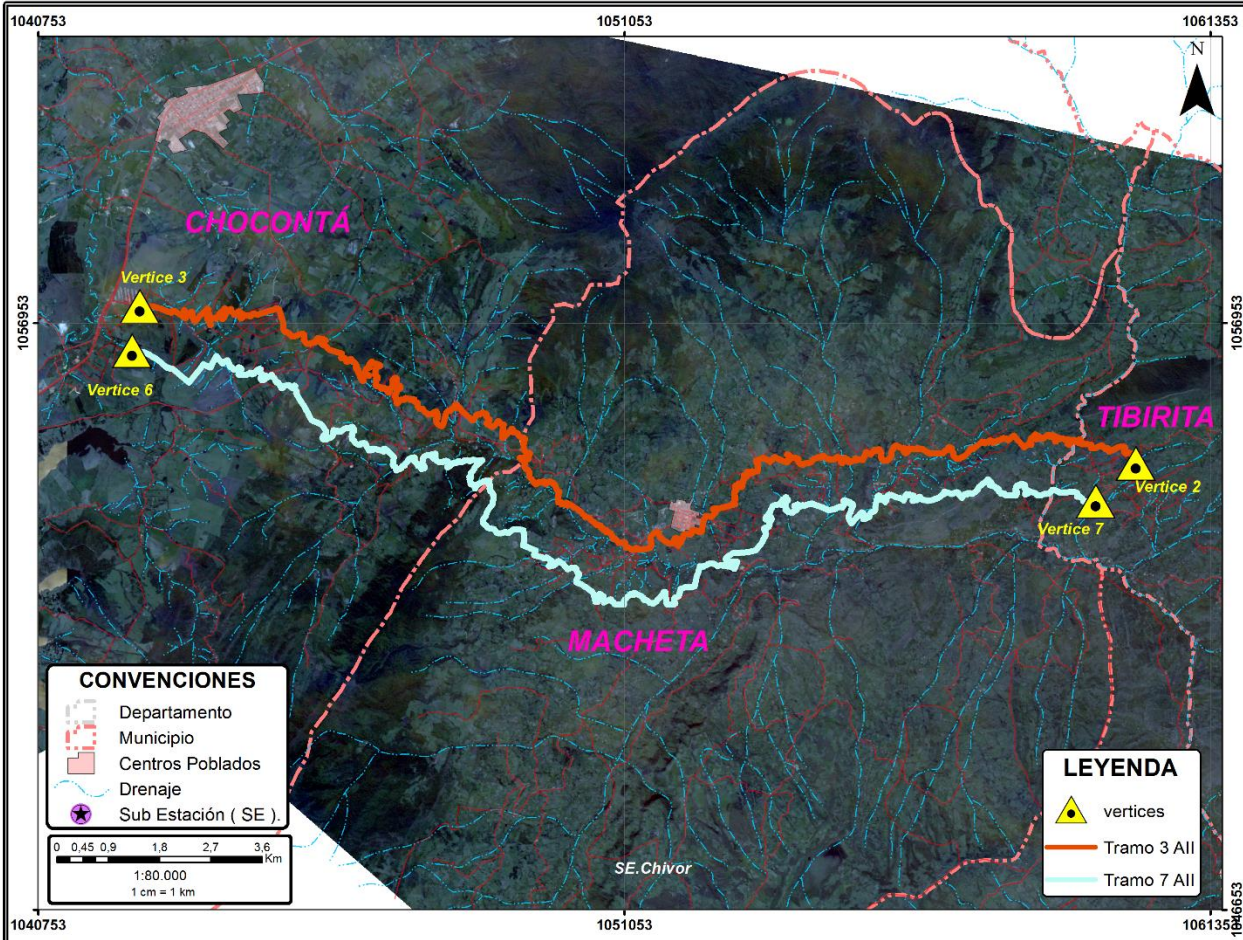 1040753
1051053
1061353
N
CHOCONTÁ
Vertice 3
1056953
1056953
Vertice 6
TIBIRITA
Vertice 2
Vertice 7
MACHETA
CONVENCIONES
Departamento
Municipio
Centros Poblados
Drenaje
Sub Estación ( SE ).
0 0,45 0,9 1,8 2,7 3,6
Km
1:80.000
1 cm = 1 km
SE.Chivor
LEYENDA
vertices
Tramo 3 AII
Tramo 7 AII
1040753
1051053
1061353
1046653